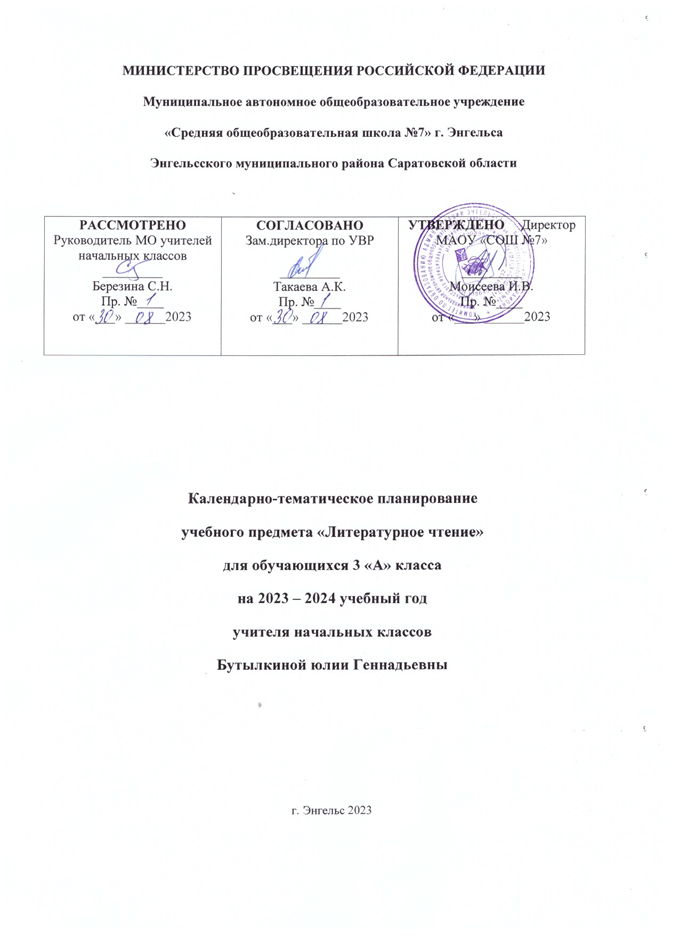 МИНИСТЕРСТВО ПРОСВЕЩЕНИЯ РОССИЙСКОЙ ФЕДЕРАЦИИ
Муниципальное автономное общеобразовательное учреждение
«Средняя общеобразовательная школа №7» г. Энгельса
Энгельсского муниципального района Саратовской области
РАССМОТРЕНО
Руководитель МО учителей
начальных классов
Березина С.Н.
Пр. № 1
от «30» 08 2023
СОГЛАСОВАНО
Зам.директора по УВР
Такаева А.К.
Пр. № 1
от «30» 08 2023
УТВЕРЖДЕНО Директор
МАОУ «СОШ №7»
Моисеева И.В.
Пр. №____
от «___» ______2023
Календарно-тематическое планирование
учебного предмета «Литературное чтение»
для обучающихся 3 «А» класса
на 2023 – 2024 учебный год
учителя начальных классов
Бутылкиной юлии Геннадьевны
г. Энгельс 2023